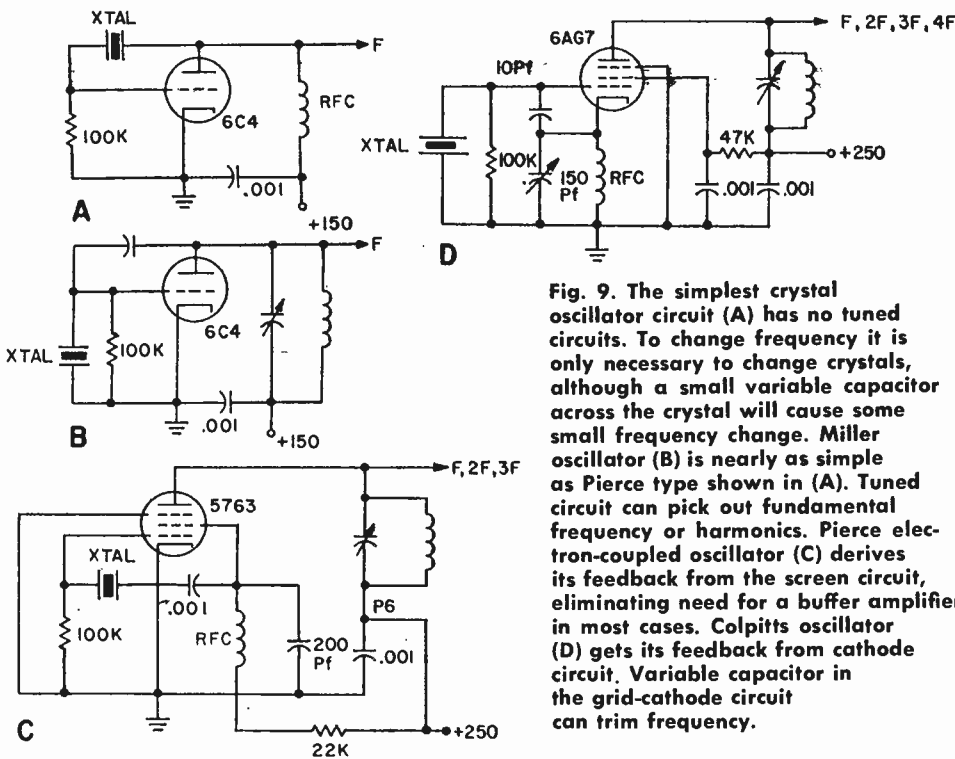 XTAL
F
100K
6C4
RFC
.001
+150
A
F
XTAL
100K
6C4
.001
+150
B
F, 2F, 3F
5763
XTAL
.001
100K
RFC
200
Pf
P6
.001
22K
+250
C
F, 2F, 3F, 4F
6AG7
10Pf
XTAL
100K
150
Pf
RFC
47K
+250
.001
.001
D
Fig. 9. The simplest crystal
oscillator circuit (A) has no tuned
circuits. To change frequency it is
only necessary to change crystals,
although a small variable capacitor
across the crystal will cause some
small frequency change. Miller
oscillator (B) is nearly as simple
as Pierce type shown in (A). Tuned
circuit can pick out fundamental
frequency or harmonics. Pierce elec-
tron-coupled oscillator (C) derives
its feedback from the screen circuit,
eliminating need for a buffer amplifier
in most cases. Colpitts oscillator
(D) gets its feedback from cathode
circuit. Variable capacitor in
the grid-cathode circuit
can trim frequency.